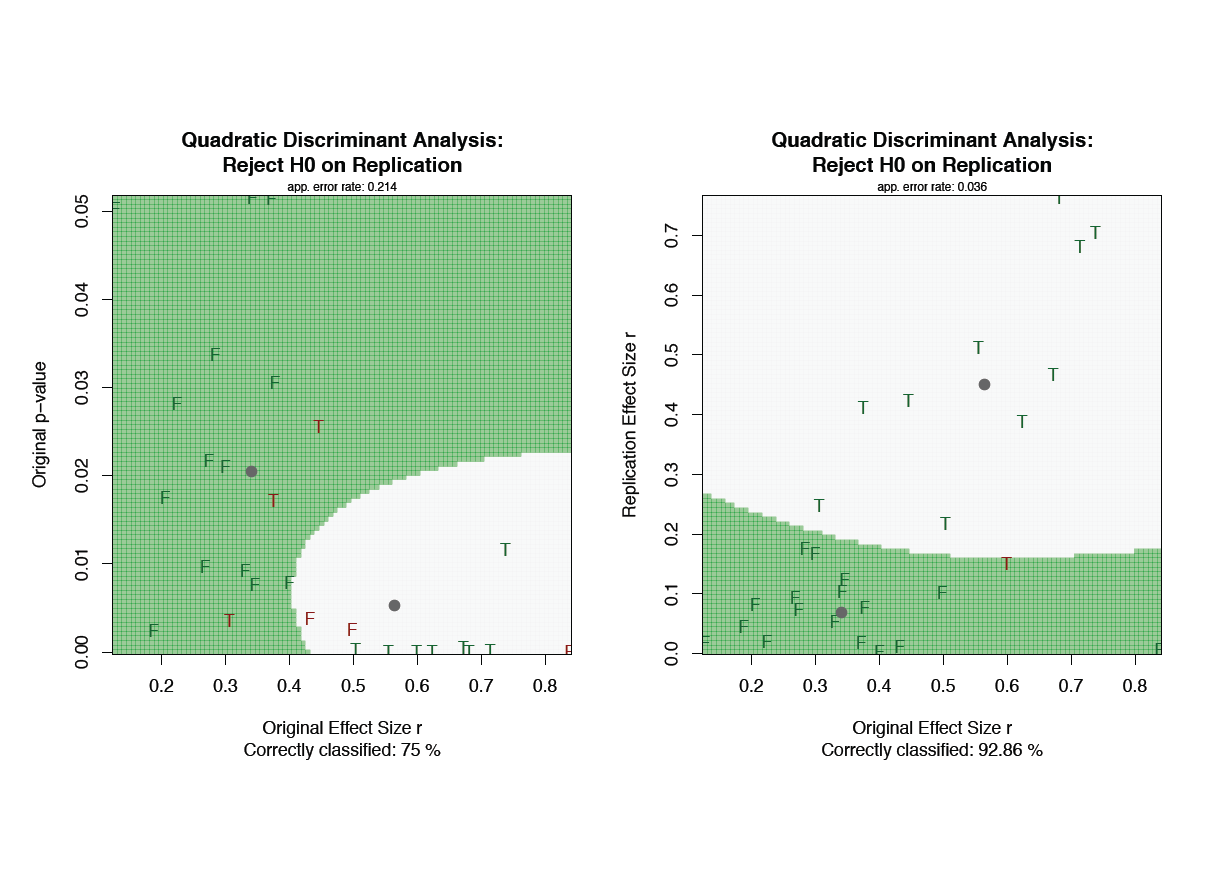 Quadratic Discriminant Analysis:
Reject H0 on Replication
app. error rate: 0.214
0.05
0.04
0.03
0.02
0.01
0.00
Original p−value
F F F
F
F
F
T
F F
F
T
T
F
F
F F
T
F
F
F
T T T T T T T F
0.2 0.3 0.4 0.5 0.6 0.7 0.8
Original Effect Size r
Correctly classified: 75 %
Quadratic Discriminant Analysis:
Reject H0 on Replication
app. error rate: 0.036
0.7
0.6
0.5
0.4
0.3
0.2
0.1
0.0
Replication Effect Size r
T
T
T
T
T
T
T
T
T
T
F F
T
F
F F
F
F F
F
F
F F F F F F
0.2 0.3 0.4 0.5 0.6 0.7 0.8
Original Effect Size r
Correctly classified: 92.86 %